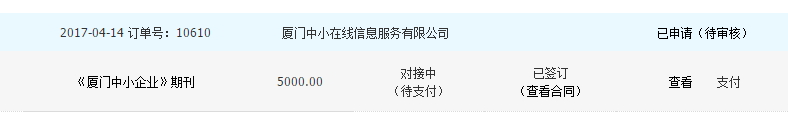 2017-04-14 订单号：10610 厦门中小在线信息服务有限公司 已申请（待审核）
《厦门中小企业》期刊 5000.00 对接中 已签订 查看 支付
（待支付） （查看合同）